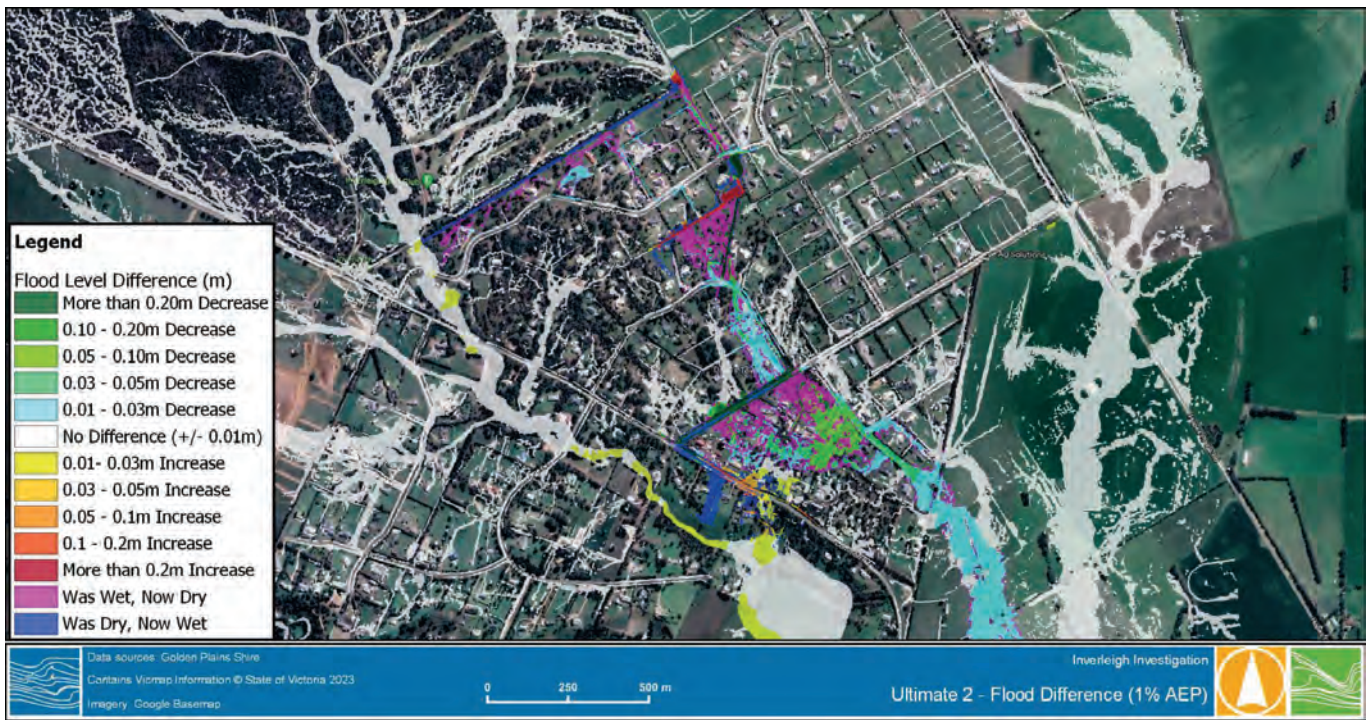 Ag Solutions
Legend
Flood Level Difference (m)
More than 0.20m Decrease
0.10 - 0.20m Decrease
0.05 - 0.10m Decrease
0.03 - 0.05m Decrease
0.01 - 0.03m Decrease
No Difference (+/- 0.01m)
0.01- 0.03m Increase
0.03 - 0.05m Increase
0.05 - 0.1m Increase
0.1 - 0.2m Increase
More than 0.2m Increase
Was Wet, Now Dry
Was Dry, Now Wet
Data sources: Golden Plains Shire
Contains Vicmap Information © State of Victoria 2023
Imagery: Google Basemap
0 250 500 m
Inverleigh Investigation
Ultimate 2 - Flood Difference (1% AEP)